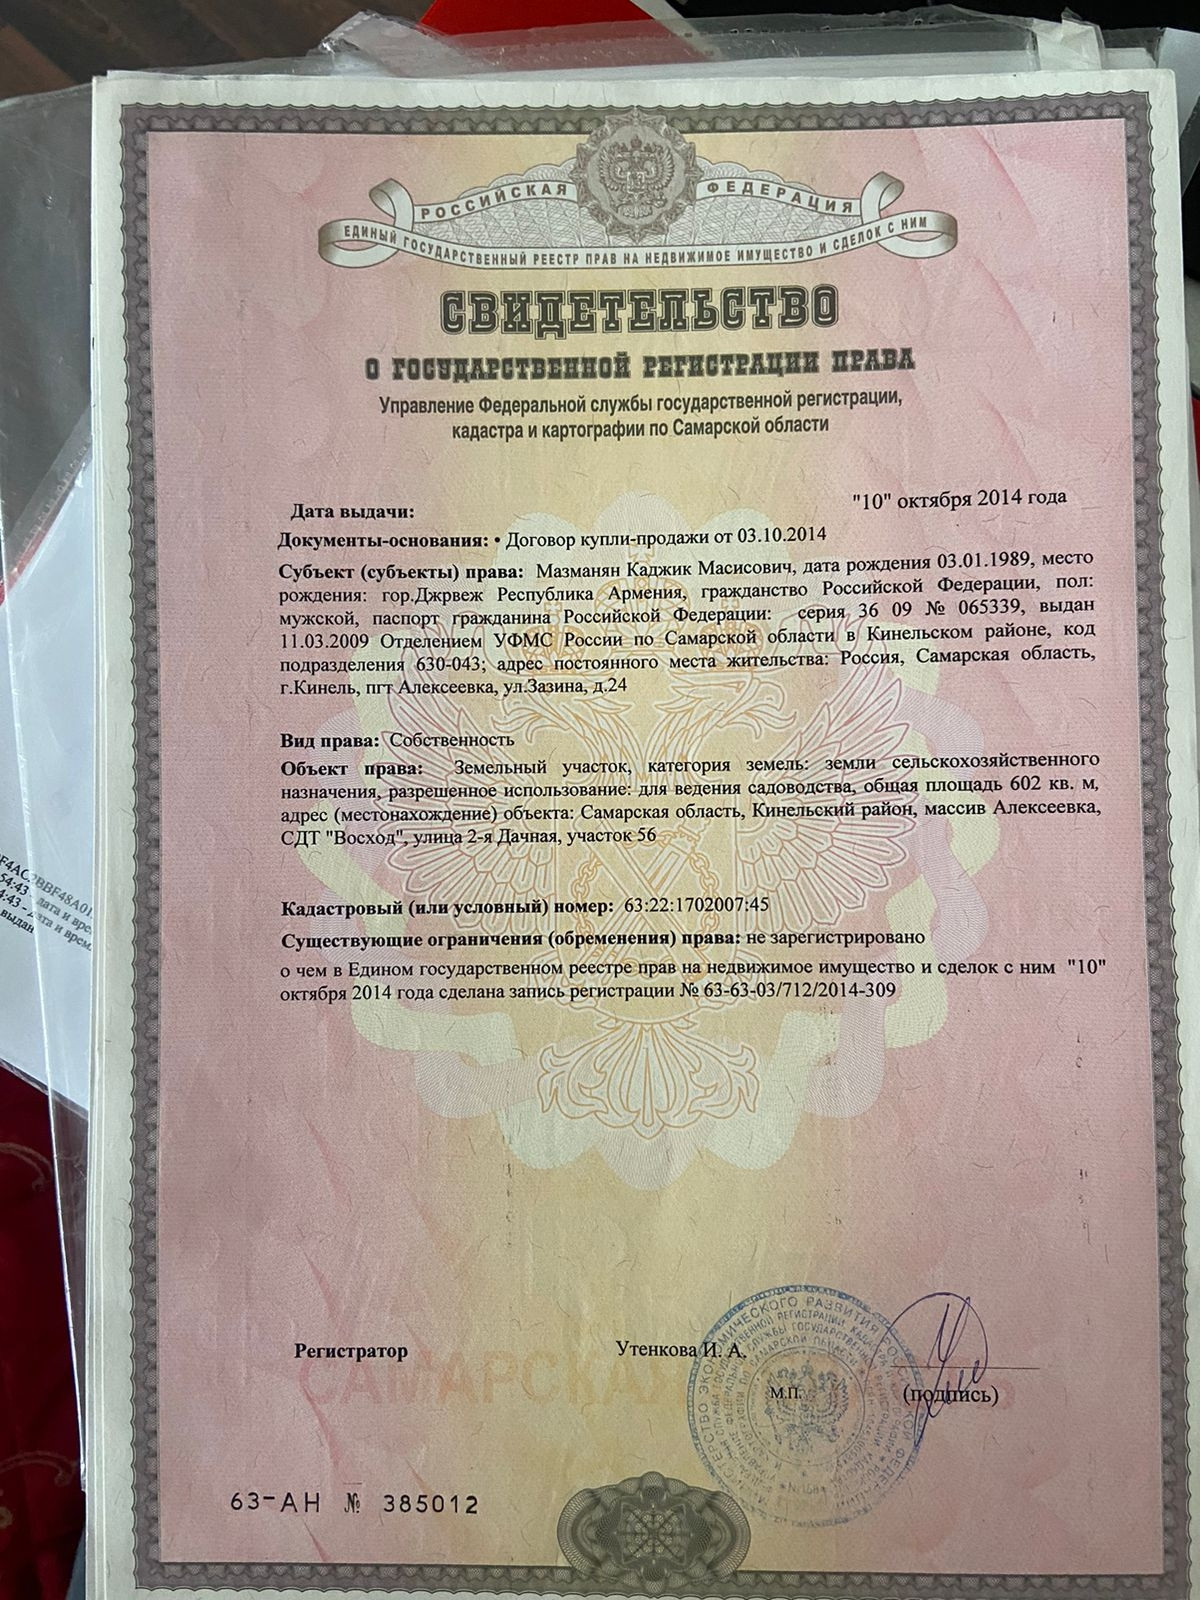 РОССИЙСКАЯ ФЕДЕРАЦИЯ
ЕДИНЫЙ ГОСУДАРСТВЕННЫЙ РЕЕСТР ПРАВ НА НЕДВИЖИМОЕ ИМУЩЕСТВО И СДЕЛОК С НИМ
СВИДЕТЕЛЬСТВО
О ГОСУДАРСТВЕННОЙ РЕГИСТРАЦИИ ПРАВА
Управление Федеральной службы государственной регистрации,
кадастра и картографии по Самарской области
Дата выдачи: "10" октября 2014 года
Документы-основания: • Договор купли-продажи от 03.10.2014
Субъект (субъекты) права: Мазманян Каджик Масисович, дата рождения 03.01.1989, место
рождения: гор.Джрвеж Республика Армения, гражданство Российской Федерации, пол:
мужской, паспорт гражданина Российской Федерации: серия 36 09 № 065339, выдан
11.03.2009 Отделением УФМС России по Самарской области в Кинельском районе, код
подразделения 630-043; адрес постоянного места жительства: Россия, Самарская область,
г.Кинель, пгт Алексеевка, ул.Зазина, д.24
Вид права: Собственность
Объект права: Земельный участок, категория земель: земли сельскохозяйственного
назначения, разрешенное использование: для ведения садоводства, общая площадь 602 кв. м,
адрес (местонахождение) объекта: Самарская область, Кинельский район, массив Алексеевка,
СДТ "Восход", улица 2-я Дачная, участок 56
Кадастровый (или условный) номер: 63:22:1702007:45
Существующие ограничения (обременения) права: не зарегистрировано
о чем в Едином государственном реестре прав на недвижимое имущество и сделок с ним "10"
октября 2014 года сделана запись регистрации № 63-63-03/712/2014-309
Регистратор Утенкова И. А.
М.П. (подпись)
САМАРСКАЯ
63-АН № 385012